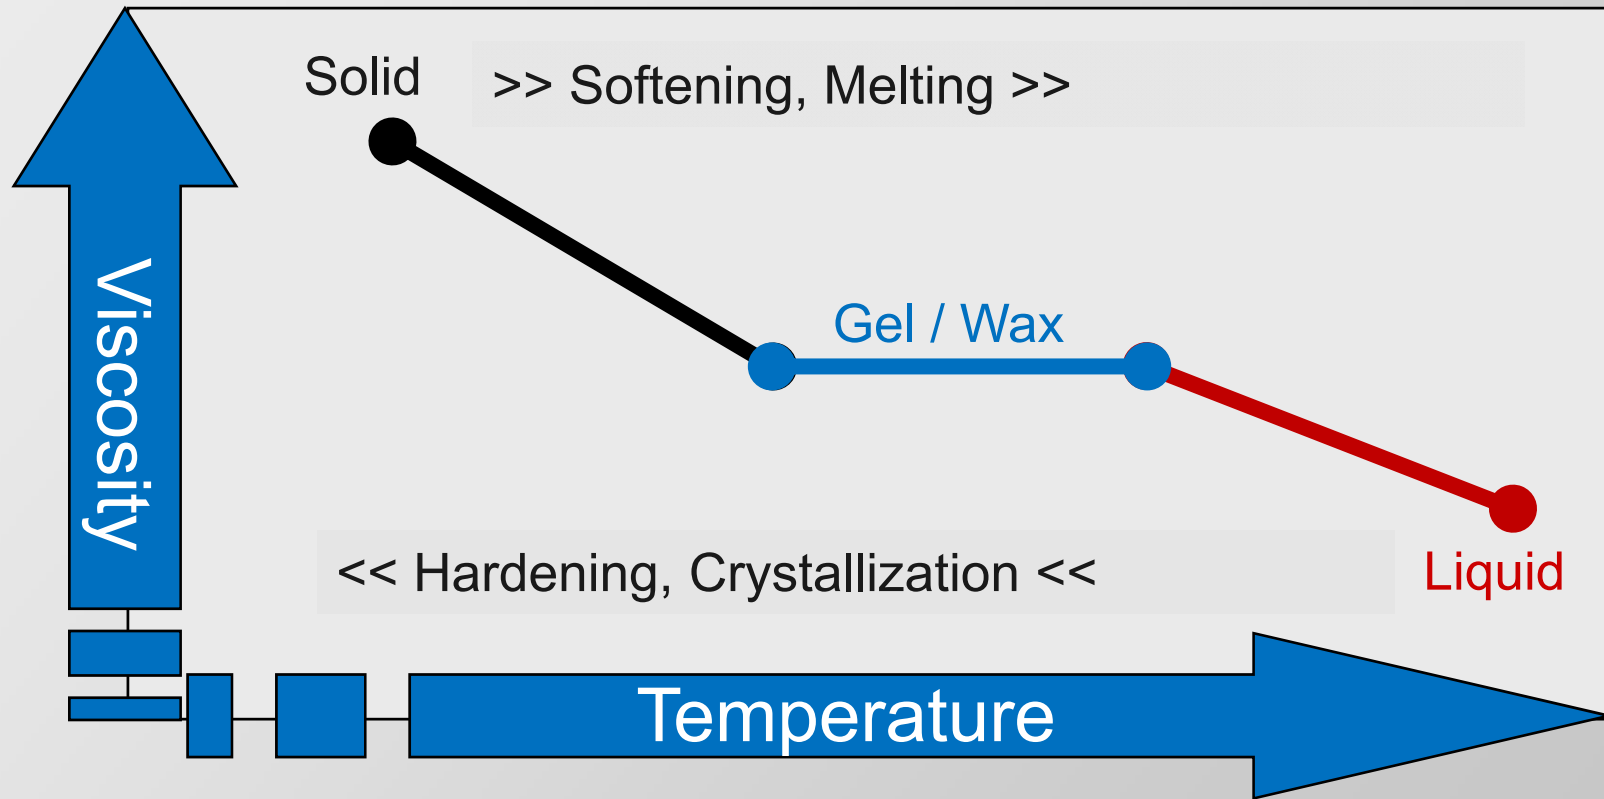 Solid
>> Softening, Melting >>
Viscosity
Gel / Wax
<< Hardening, Crystallization <<
Liquid
Temperature